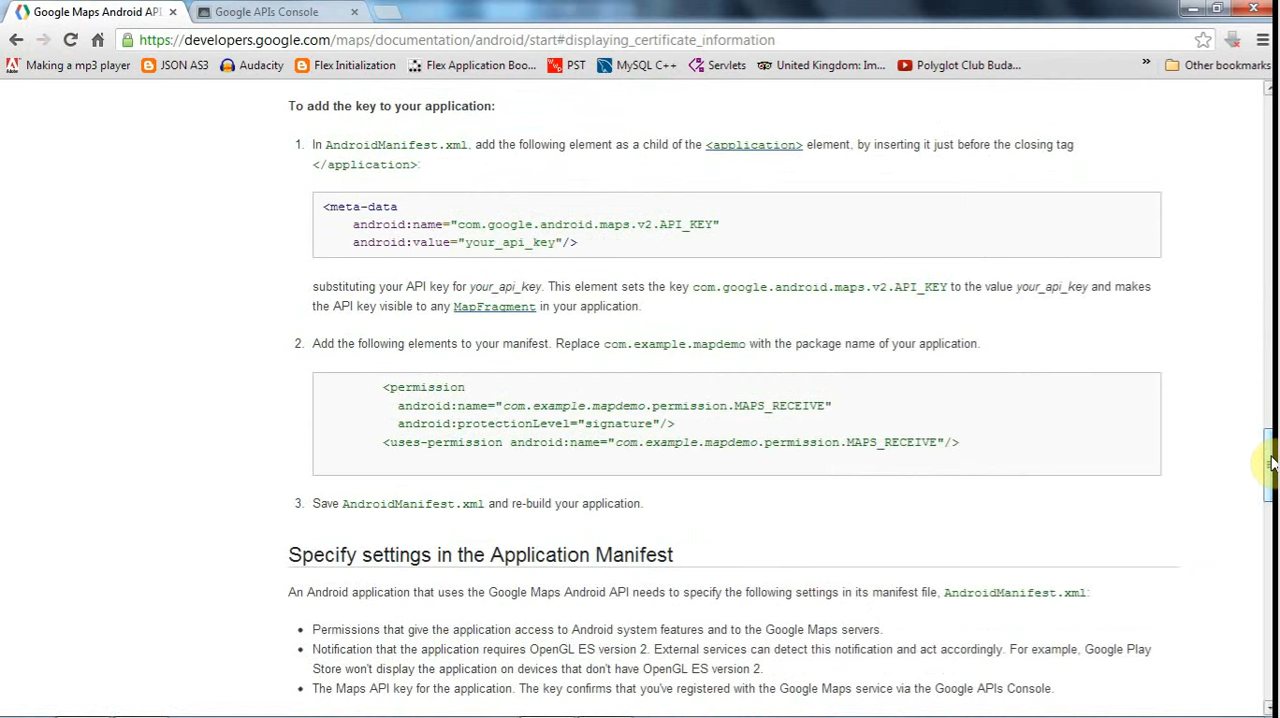 Google Maps Android API
Google APIs Console
https://developers.google.com/maps/documentation/android/start#displaying_certificate_information
Making a mp3 player
JSON AS3
Audacity
Flex Initialization
Flex Application Boo...
PST
MySQL C++
Servlets
United Kingdom: Im...
Polyglot Club Buda...
»
Other bookmarks
To add the key to your application:
1. In AndroidManifest.xml, add the following element as a child of the <application> element, by inserting it just before the closing tag
</application>:
<meta-data
android:name="com.google.android.maps.v2.API_KEY"
android:value="your_api_key"/>
substituting your API key for your_api_key. This element sets the key com.google.android.maps.v2.API_KEY to the value your_api_key and makes
the API key visible to any MapFragment in your application.
2. Add the following elements to your manifest. Replace com.example.mapdemo with the package name of your application.
<permission
android:name="com.example.mapdemo.permission.MAPS_RECEIVE"
android:protectionLevel="signature"/>
<uses-permission android:name="com.example.mapdemo.permission.MAPS_RECEIVE"/>
3. Save AndroidManifest.xml and re-build your application.
Specify settings in the Application Manifest
An Android application that uses the Google Maps Android API needs to specify the following settings in its manifest file, AndroidManifest.xml:
• Permissions that give the application access to Android system features and to the Google Maps servers.
• Notification that the application requires OpenGL ES version 2. External services can detect this notification and act accordingly. For example, Google Play
Store won't display the application on devices that don't have OpenGL ES version 2.
• The Maps API key for the application. The key confirms that you've registered with the Google Maps service via the Google APIs Console.